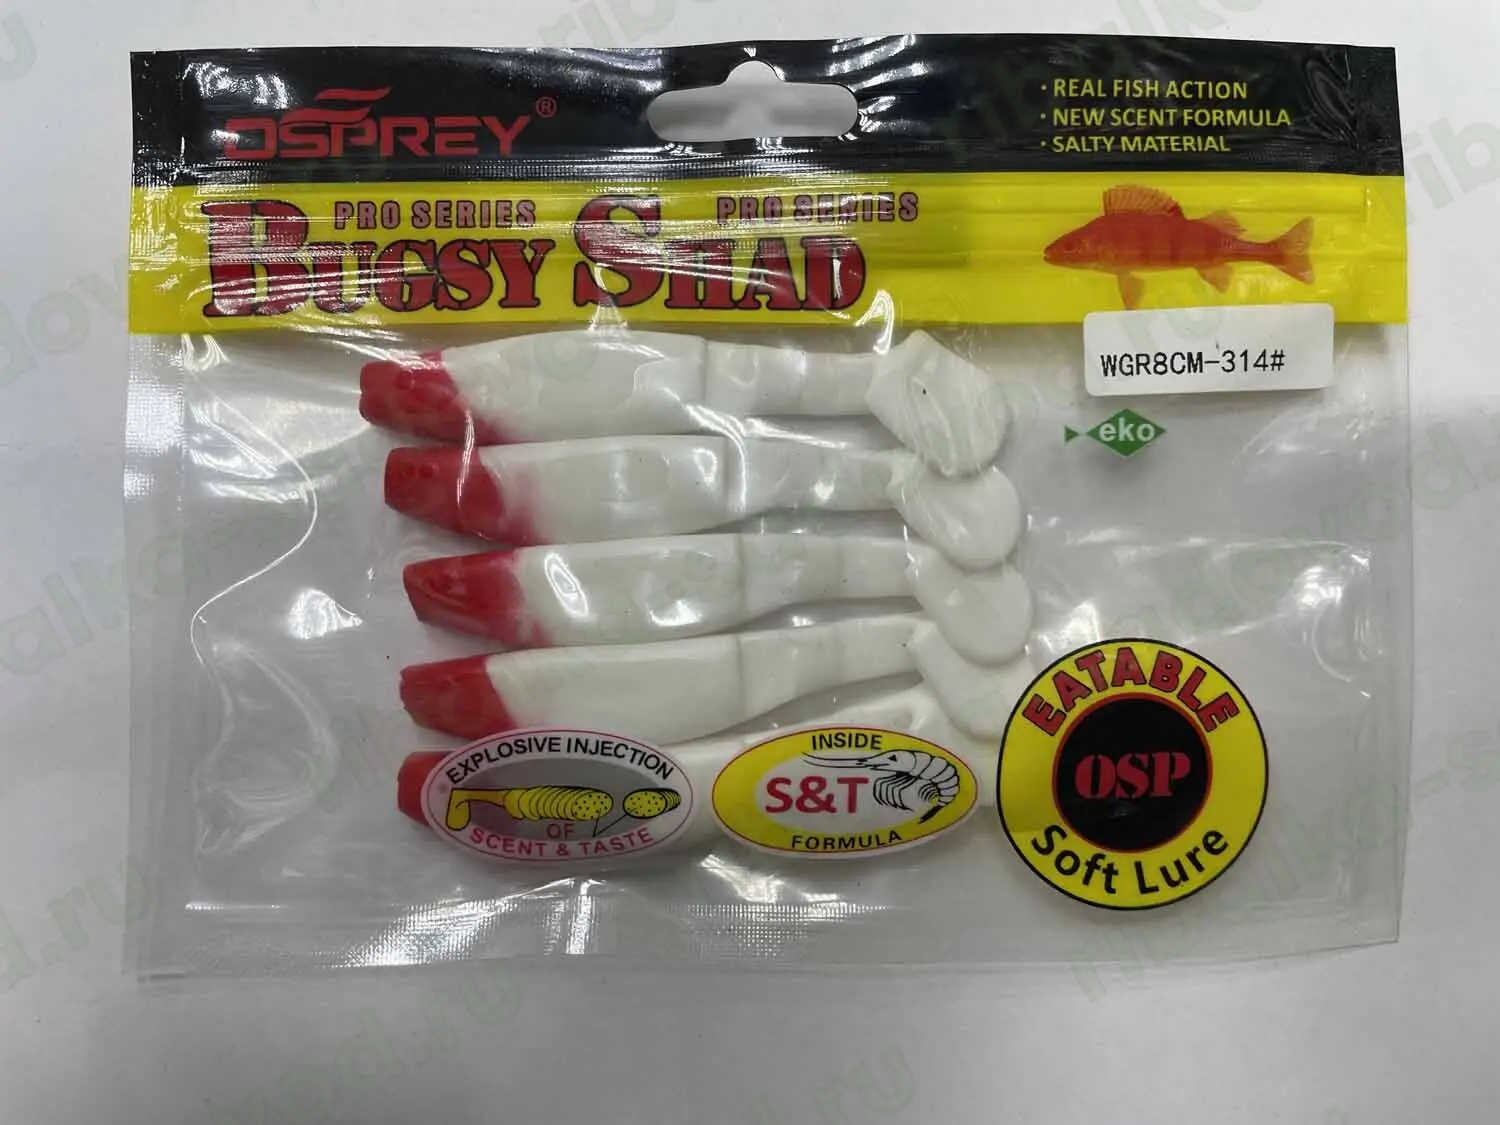 OSPREY®
· REAL FISH ACTION
· NEW SCENT FORMULA
· SALTY MATERIAL
PRO SERIES PRO SERIES
BUGSY SHAD
WGR8CM-314#
eko
EXPLOSIVE INJECTION
OF
SCENT & TASTE
INSIDE
S&T
FORMULA
EATABLE
OSP
Soft Lure